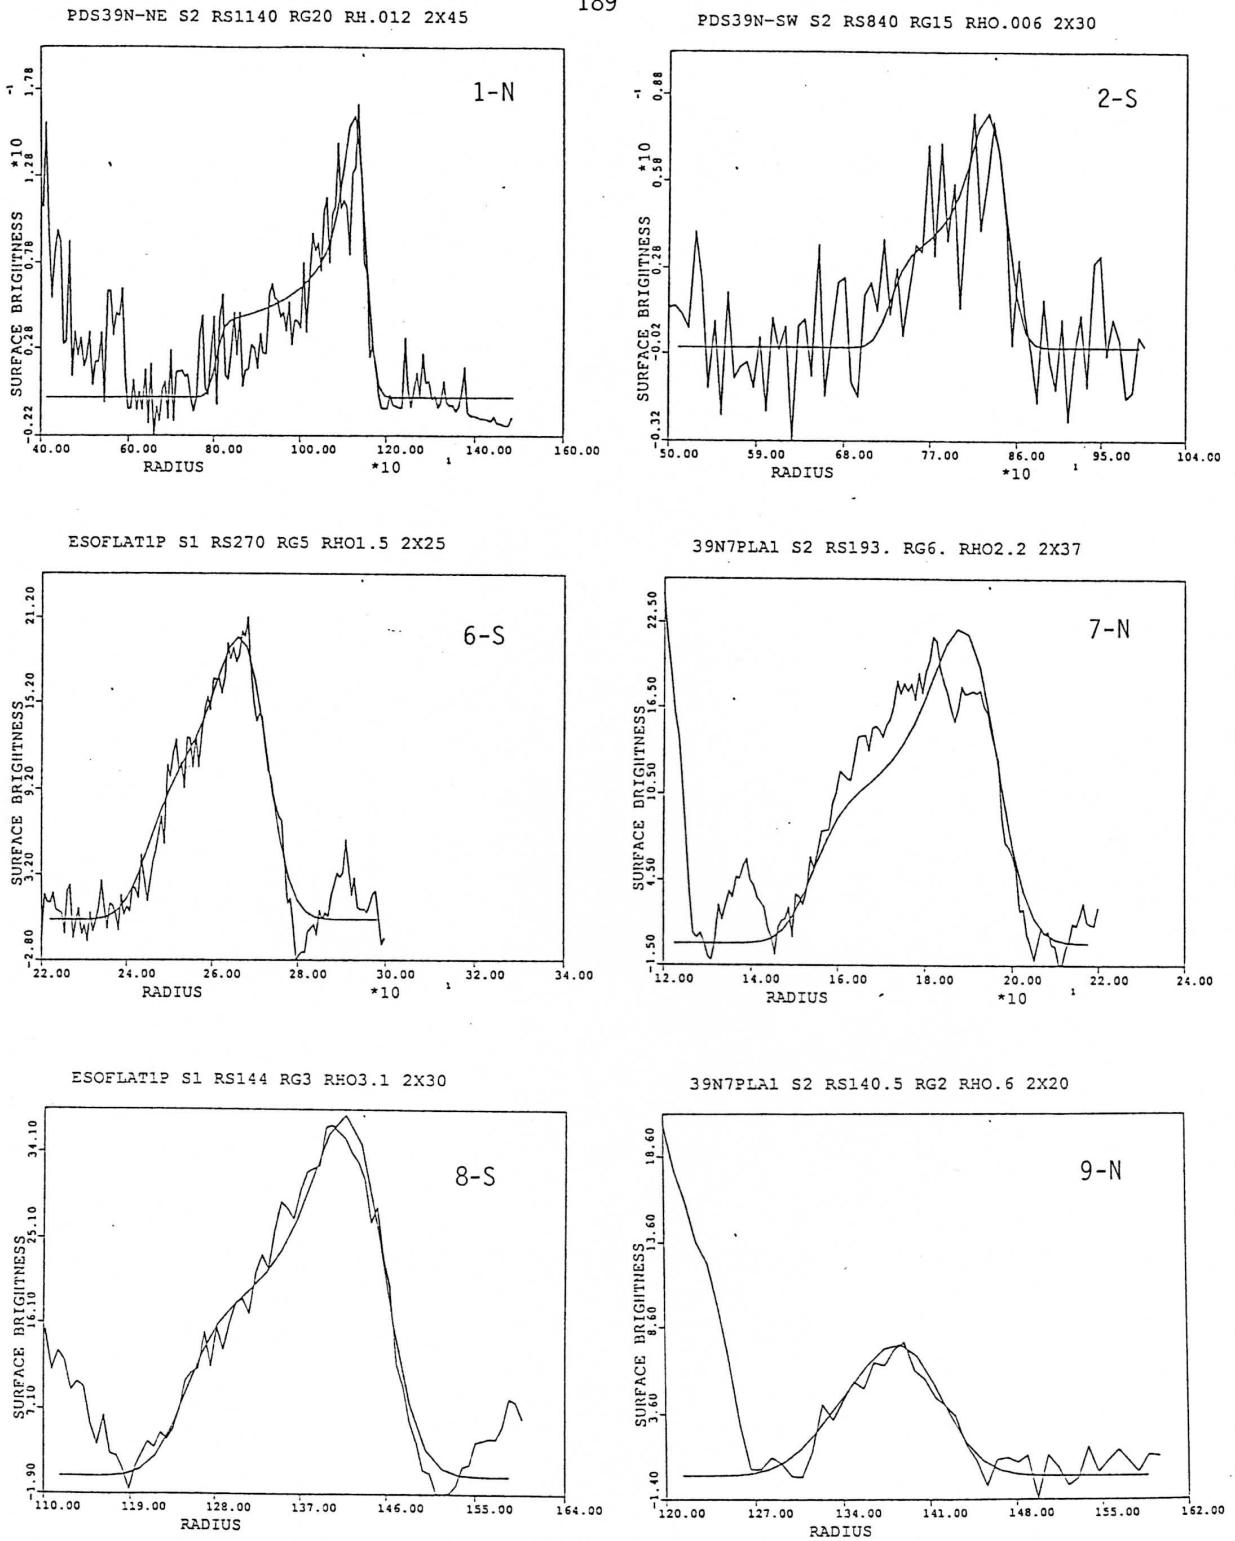 189
PDS39N-NE S2 RS1140 RG20 RH.012 2X45
1-N
SURFACE BRIGHTNESS *10 -1
1.78
1.28
0.78
0.28
-0.22
40.00 60.00 80.00 100.00 120.00 140.00 160.00
RADIUS *10 1
PDS39N-SW S2 RS840 RG15 RHO.006 2X30
2-S
SURFACE BRIGHTNESS *10 -1
0.88
0.58
0.28
-0.02
-0.32
50.00 59.00 68.00 77.00 86.00 95.00 104.00
RADIUS *10 1
ESOFLAT1P S1 RS270 RG5 RHO1.5 2X25
6-S
SURFACE BRIGHTNESS
21.20
15.20
9.20
3.20
-2.80
22.00 24.00 26.00 28.00 30.00 32.00 34.00
RADIUS *10 1
39N7PLA1 S2 RS193. RG6. RHO2.2 2X37
7-N
SURFACE BRIGHTNESS
22.50
16.50
10.50
4.50
-1.50
12.00 14.00 16.00 18.00 20.00 22.00 24.00
RADIUS *10 1
ESOFLAT1P S1 RS144 RG3 RHO3.1 2X30
8-S
SURFACE BRIGHTNESS
34.10
25.10
16.10
7.10
-1.90
110.00 119.00 128.00 137.00 146.00 155.00 164.00
RADIUS
39N7PLA1 S2 RS140.5 RG2 RHO.6 2X20
9-N
SURFACE BRIGHTNESS
18.60
13.60
8.60
3.60
-1.40
120.00 127.00 134.00 141.00 148.00 155.00 162.00
RADIUS